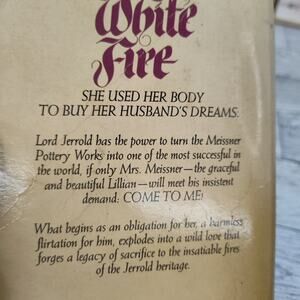 White
Fire
SHE USED HER BODY
TO BUY HER HUSBAND'S DREAMS.
Lord Jerrold has the power to turn the Meissner
Pottery Works into one of the most successful in
the world, if only Mrs. Meissner—the graceful
and beautiful Lillian—will meet his insistent
demand: COME TO ME!
What begins as an obligation for her, a harmless
flirtation for him, explodes into a wild love that
forges a legacy of sacrifice to the insatiable fires
of the Jerrold heritage.